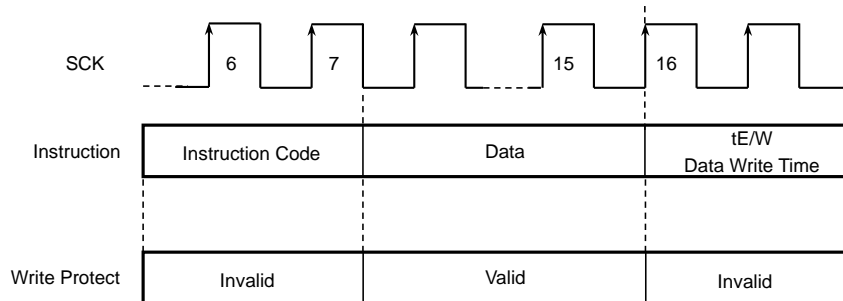 SCK
6
7
15
16
Instruction
Instruction Code
Data
tE/W
Data Write Time
Write Protect
Invalid
Valid
Invalid